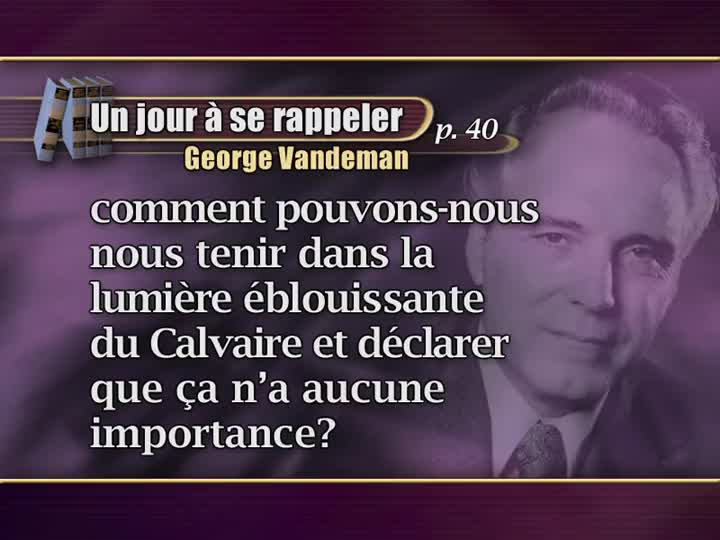 Un jour à se rappeler p. 40
George Vandeman
comment pouvons-nous
nous tenir dans la
lumière éblouissante
du Calvaire et déclarer
que ça n’a aucune
importance?